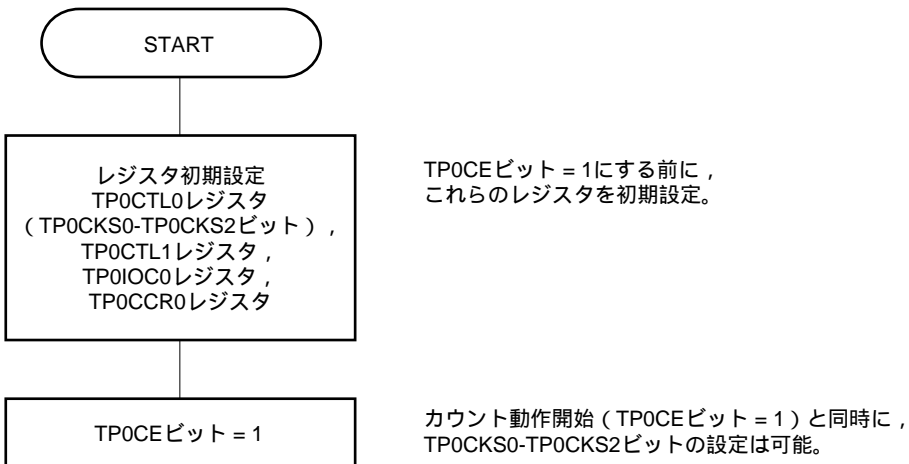 START
レジスタ初期設定
TP0CTL0レジスタ
（TP0CKS0-TP0CKS2ビット），
TP0CTL1レジスタ，
TP0IOC0レジスタ，
TP0CCR0レジスタ
TP0CEビット = 1にする前に，
これらのレジスタを初期設定。
TP0CEビット = 1
カウント動作開始（TP0CEビット = 1）と同時に，
TP0CKS0-TP0CKS2ビットの設定は可能。